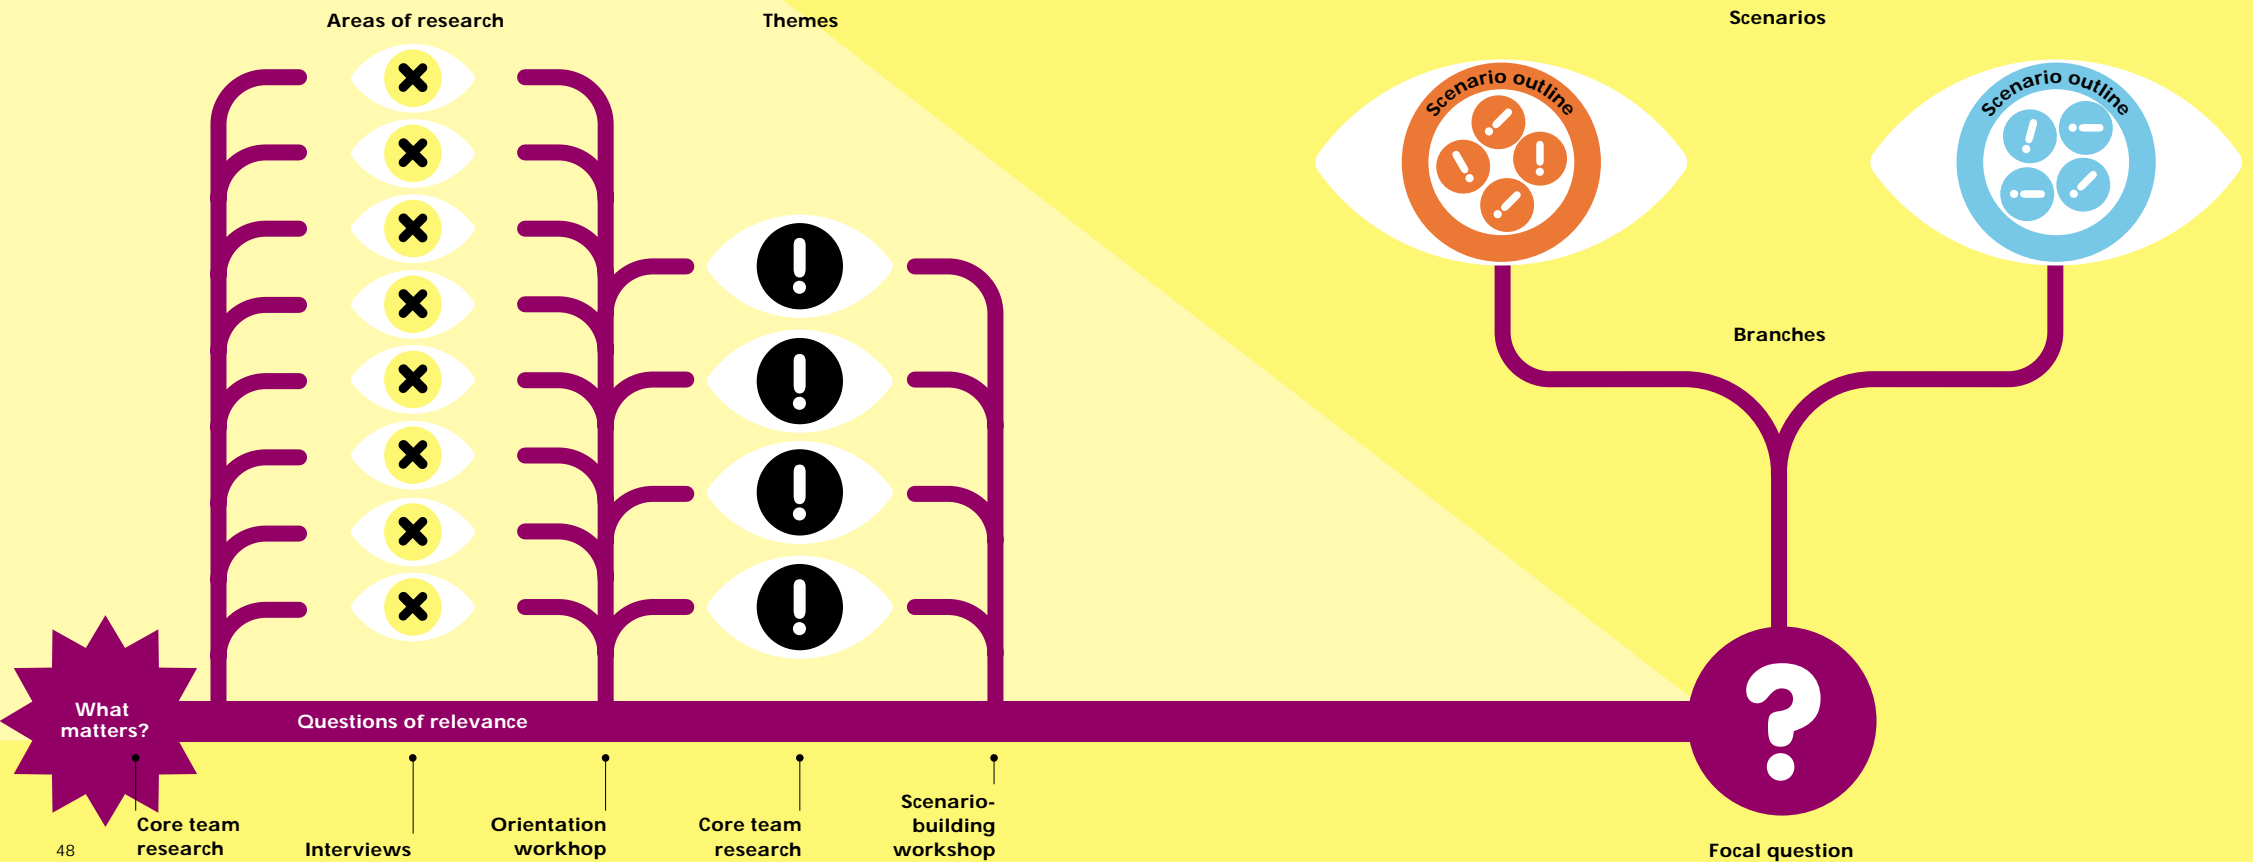 Areas of research
Themes
Scenarios
Scenario outline
! ! ! !
Scenario outline
! ! ! !
!
!
!
!
Branches
What
matters?
Questions of relevance
?
Core team
research
Interviews
Orientation
workhop
Core team
research
Scenario-
building
workshop
Focal question
48